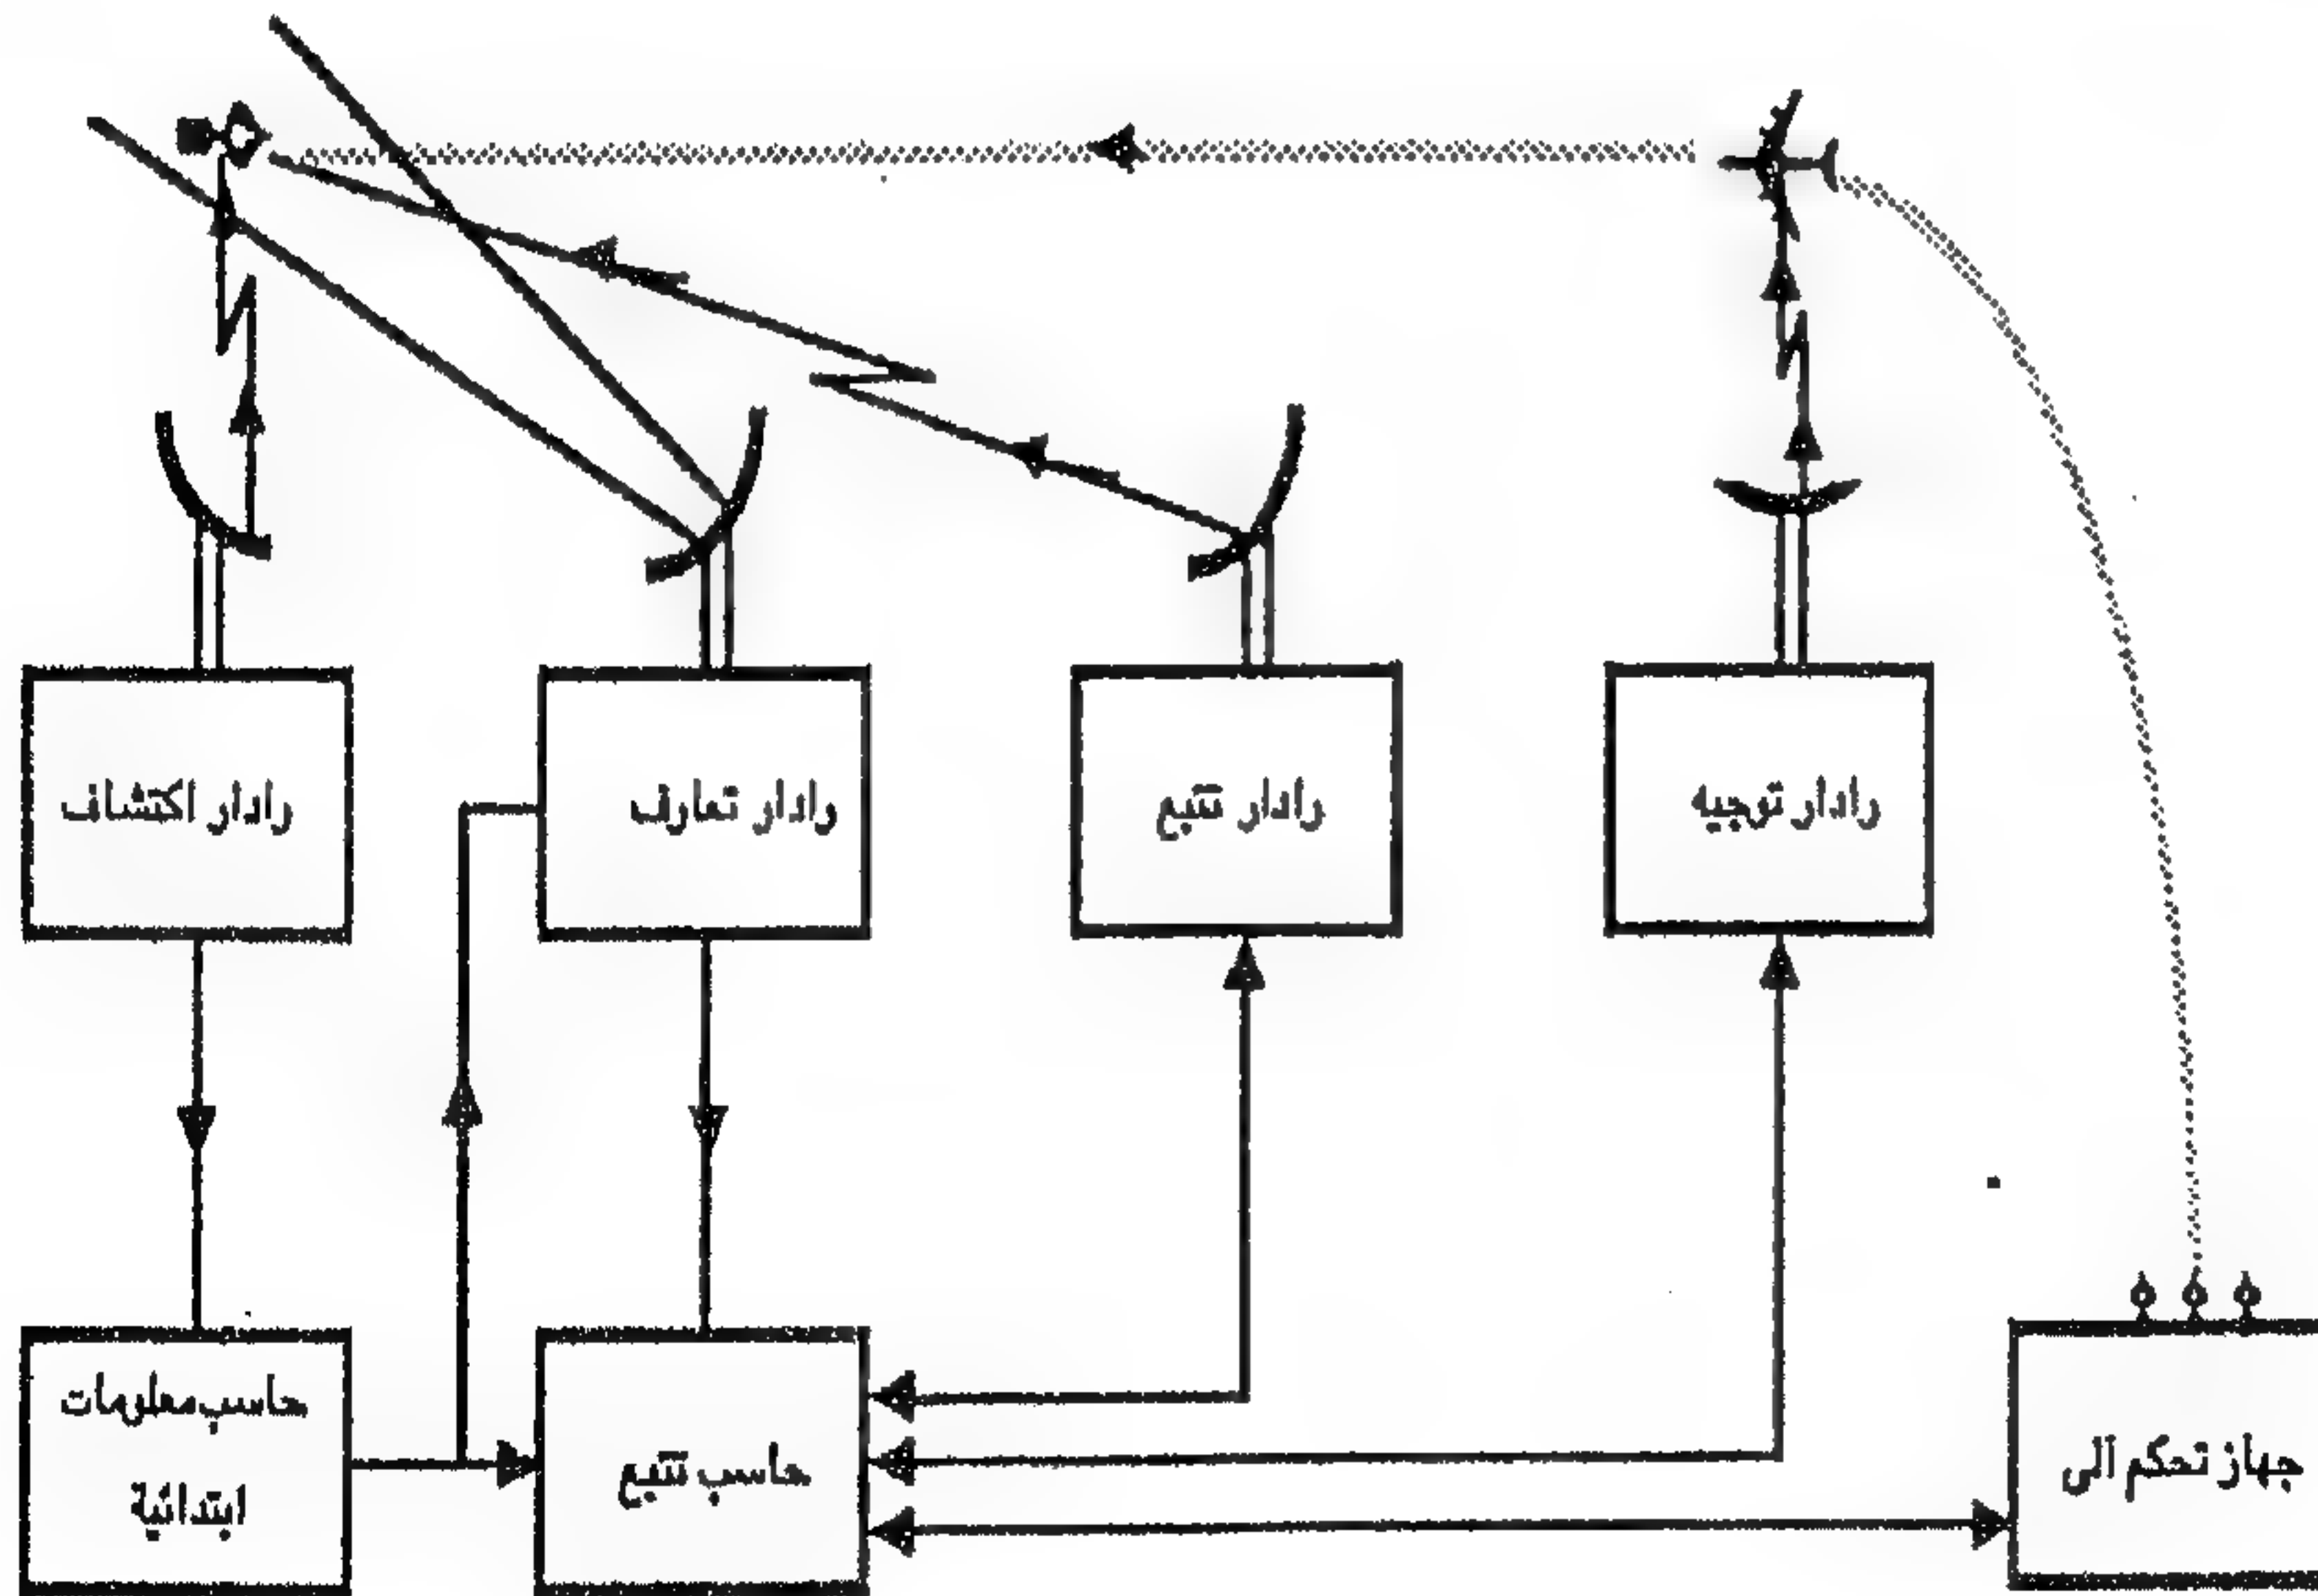 رادار توجيه
رادار تتبع
رادار تعارف
رادار اكتشاف
جهاز تحكم آلى
حاسب تتبع
حاسب معلومات
ابتدائية